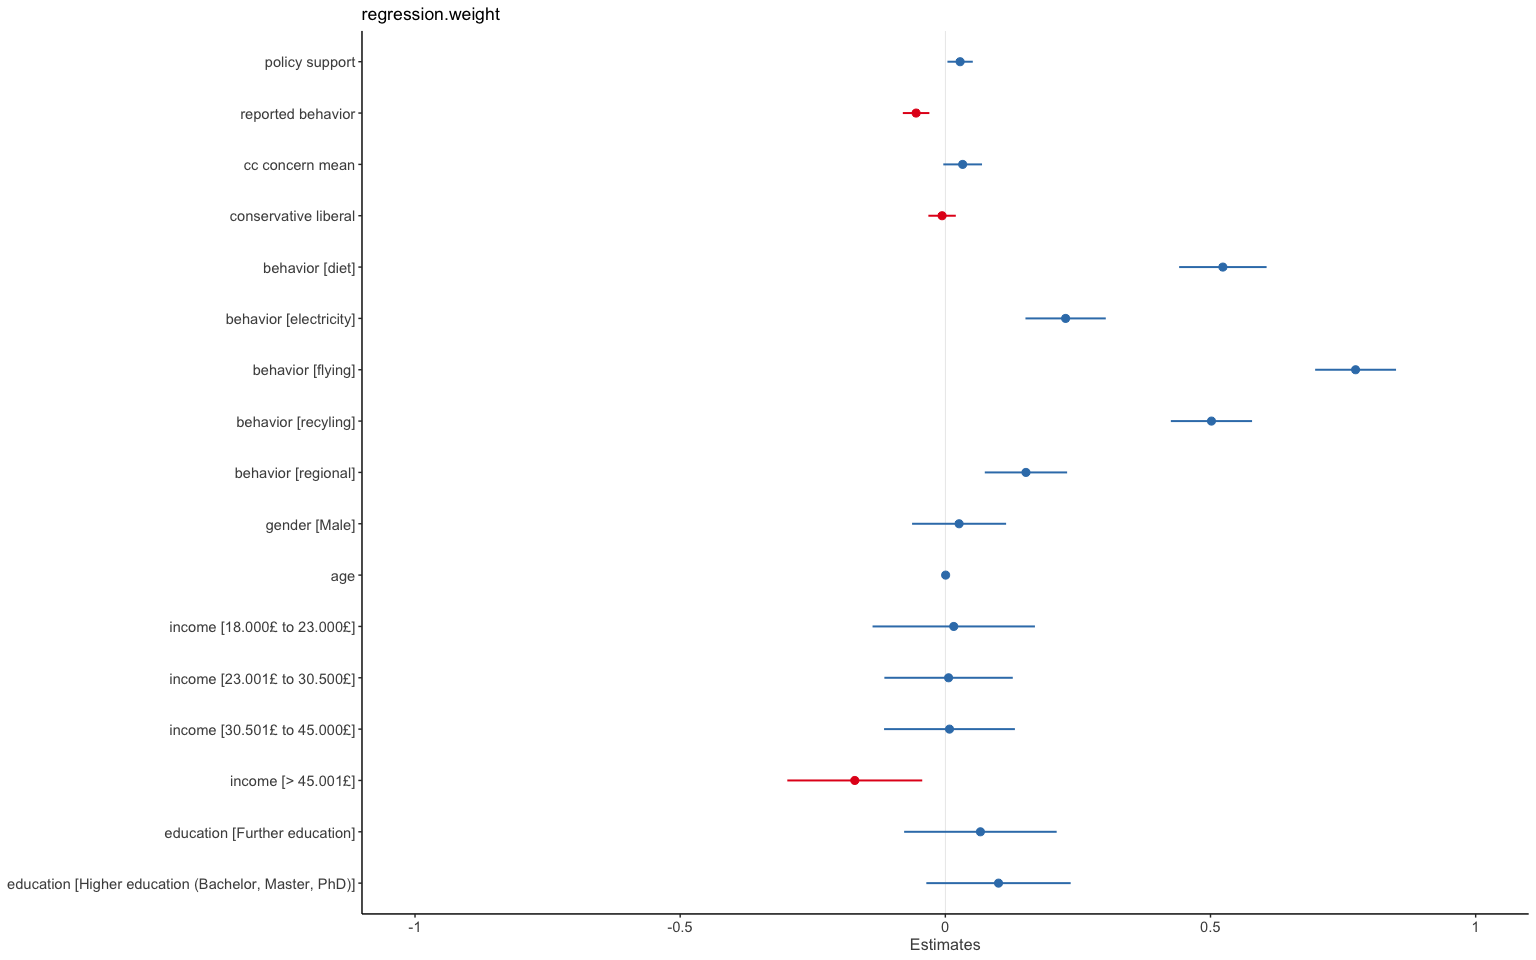 regression.weight
policy support
reported behavior
cc concern mean
conservative liberal
behavior [diet]
behavior [electricity]
behavior [flying]
behavior [recyling]
behavior [regional]
gender [Male]
age
income [18.000£ to 23.000£]
income [23.001£ to 30.500£]
income [30.501£ to 45.000£]
income [> 45.001£]
education [Further education]
education [Higher education (Bachelor, Master, PhD)]
-1 -0.5 0 0.5 1
Estimates